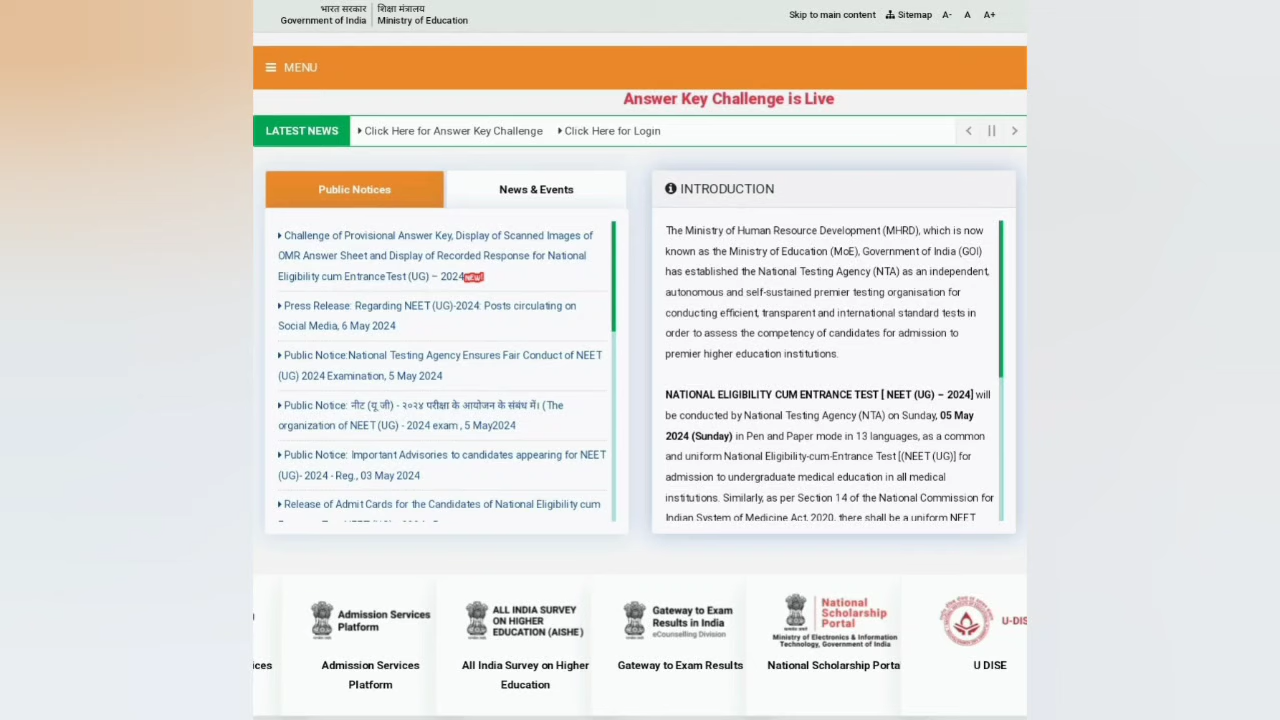 भारत सरकार
Government of India
शिक्षा मंत्रालय
Ministry of Education
Skip to main content
Sitemap
A-
A
A+
MENU
Answer Key Challenge is Live
LATEST NEWS
Click Here for Answer Key Challenge
Click Here for Login
Public Notices
News & Events
Challenge of Provisional Answer Key, Display of Scanned Images of
OMR Answer Sheet and Display of Recorded Response for National
Eligibility cum EntranceTest (UG) – 2024 NEW
Press Release: Regarding NEET (UG)-2024: Posts circulating on
Social Media, 6 May 2024
Public Notice:National Testing Agency Ensures Fair Conduct of NEET
(UG) 2024 Examination, 5 May 2024
Public Notice: नीट (यू जी) - २०२४ परीक्षा के आयोजन के संबंध में। (The
organization of NEET (UG) - 2024 exam , 5 May2024
Public Notice: Important Advisories to candidates appearing for NEET
(UG)- 2024 - Reg., 03 May 2024
Release of Admit Cards for the Candidates of National Eligibility cum
INTRODUCTION
The Ministry of Human Resource Development (MHRD), which is now
known as the Ministry of Education (MoE), Government of India (GOI)
has established the National Testing Agency (NTA) as an independent,
autonomous and self-sustained premier testing organisation for
conducting efficient, transparent and international standard tests in
order to assess the competency of candidates for admission to
premier higher education institutions.
NATIONAL ELIGIBILITY CUM ENTRANCE TEST [ NEET (UG) – 2024] will
be conducted by National Testing Agency (NTA) on Sunday, 05 May
2024 (Sunday) in Pen and Paper mode in 13 languages, as a common
and uniform National Eligibility-cum-Entrance Test [(NEET (UG)] for
admission to undergraduate medical education in all medical
institutions. Similarly, as per Section 14 of the National Commission for
Indian System of Medicine Act, 2020, there shall be a uniform NEET
ices
Admission Services
Platform
Admission Services
Platform
ALL INDIA SURVEY
ON HIGHER
EDUCATION (AISHE)
All India Survey on Higher
Education
Gateway to Exam
Results in India
eCounselling Division
Gateway to Exam Results
National
Scholarship
Portal
Ministry of Electronics & Information
Technology, Government of India
National Scholarship Porta
U-DIS
U DISE